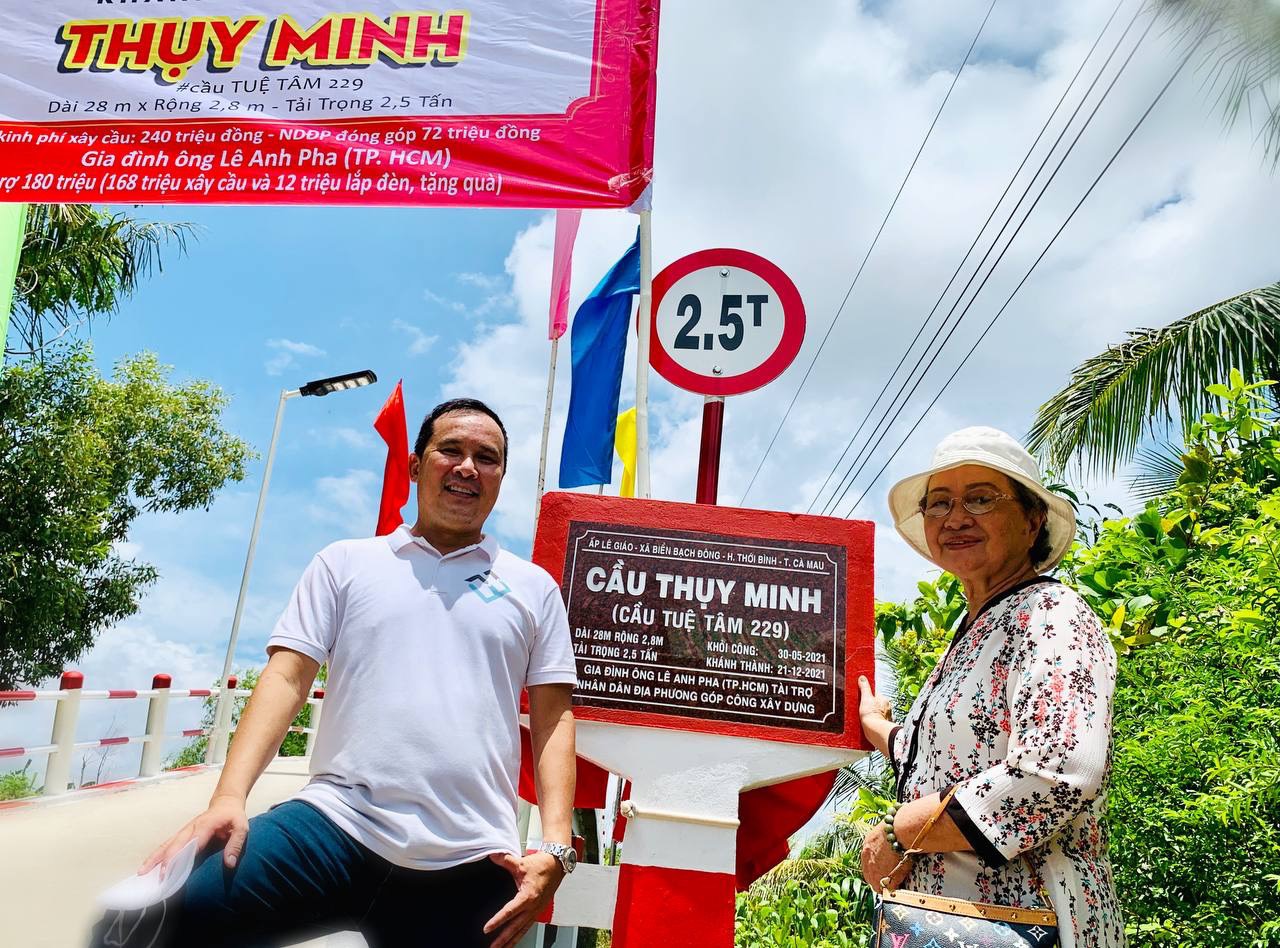 THỤY MINH
#cầu TUỆ TÂM 229
Dài 28 m x Rộng 2,8 m - Tải Trọng 2,5 Tấn
kinh phí xây cầu: 240 triệu đồng - NDĐP đóng góp 72 triệu đồng
Gia đình ông Lê Anh Pha (TP. HCM)
rợ 180 triệu (168 triệu xây cầu và 12 triệu lắp đèn, tặng quà)
2.5T
ẤP LÊ GIÁO - XÃ BIỂN BẠCH ĐÔNG - H. THỚI BÌNH - T. CÀ MAU
CẦU THỤY MINH
(CẦU TUỆ TÂM 229)
DÀI 28M RỘNG 2,8M KHỞI CÔNG: 30-05-2021
TẢI TRỌNG 2,5 TẤN KHÁNH THÀNH: 21-12-2021
GIA ĐÌNH ÔNG LÊ ANH PHA (TP.HCM) TÀI TRỢ
NHÂN DÂN ĐỊA PHƯƠNG GÓP CÔNG XÂY DỰNG